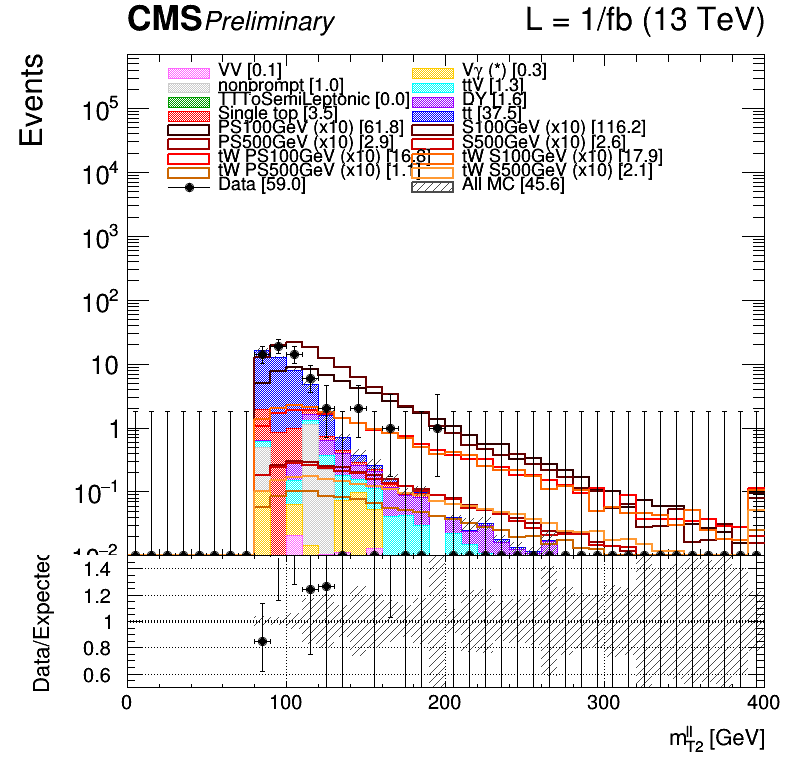 CMS Preliminary L = 1/fb (13 TeV)
Events
VV [0.1] Vγ (*) [0.3]
nonprompt [1.0] ttV [1.3]
TTToSemiLeptonic [0.0] DY [1.6]
Single top [3.5] tt [37.5]
PS100GeV (x10) [61.8] S100GeV (x10) [116.2]
PS500GeV (x10) [2.9] S500GeV (x10) [2.6]
tW PS100GeV (x10) [16.8] tW S100GeV (x10) [17.9]
tW PS500GeV (x10) [1.1] tW S500GeV (x10) [2.1]
Data [59.0] All MC [45.6]
10⁵
10⁴
10³
10²
10
1
10⁻¹
10⁻²
Data/Expected
1.4
1.2
1
0.8
0.6
0 100 200 300 400
m_{T2}^{ll} [GeV]